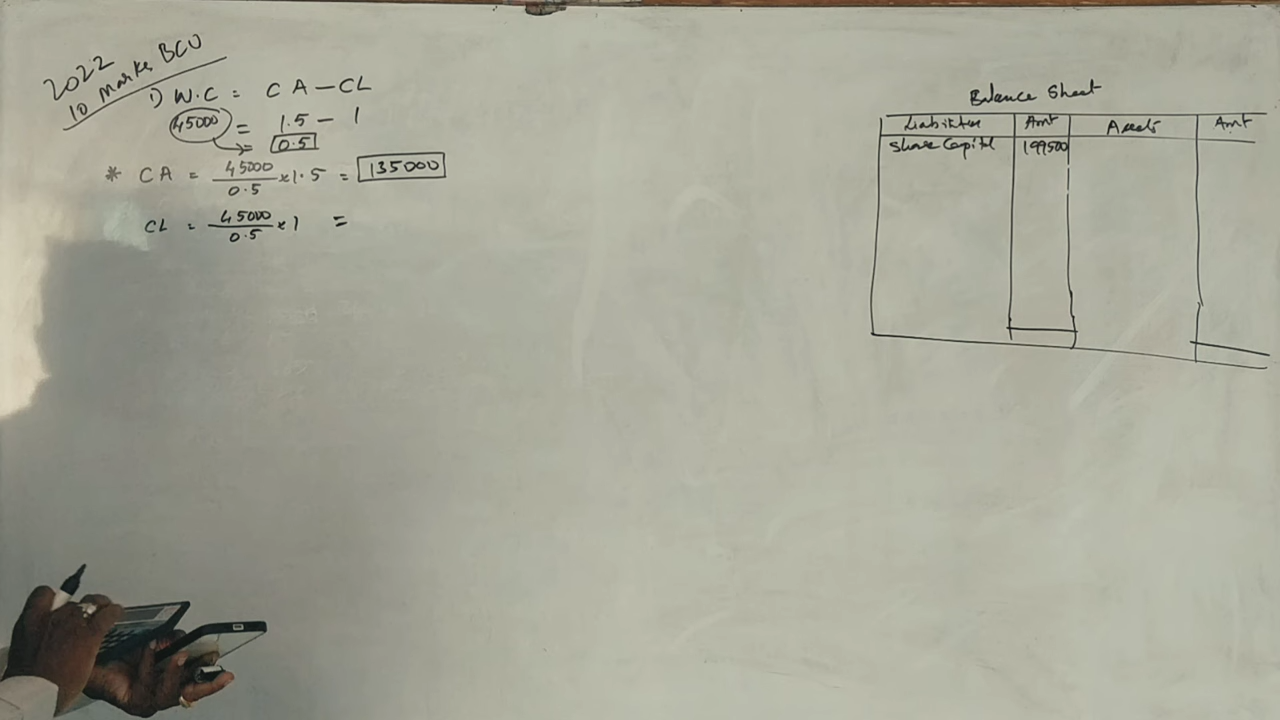 2022
10 Marks BCU
1) W.C = CA - CL
45000 = 1.5 - 1
= 0.5
* CA = 45000/0.5 × 1.5 = 135000
CL = 45000/0.5 × 1 =
Balance Sheet
Liabilities Amt Assets Amt
Share Capital 199500